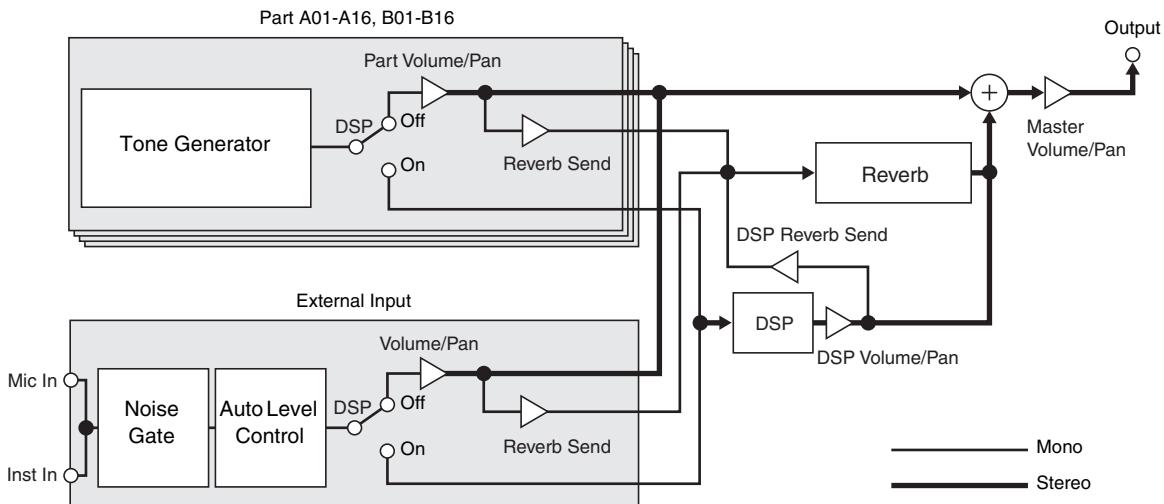 Part A01-A16, B01-B16
Output
Part Volume/Pan
Tone Generator
DSP
Off
On
Reverb Send
+
Master
Volume/Pan
Reverb
DSP Reverb Send
External Input
DSP
DSP Volume/Pan
Volume/Pan
Mic In
Inst In
Noise
Gate
Auto Level
Control
DSP
Off
On
Reverb Send
Mono
Stereo